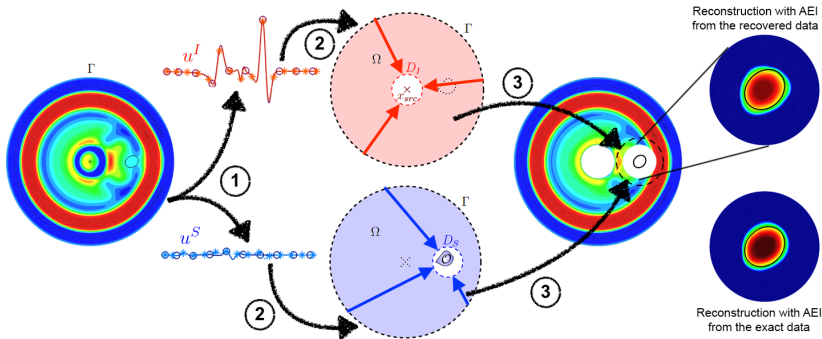 Γ
u^I
1
u^S
2
Γ
Ω
D_I
x_src
2
Γ
Ω
D_S
3
3
Reconstruction with AEI
from the recovered data
Reconstruction with AEI
from the exact data